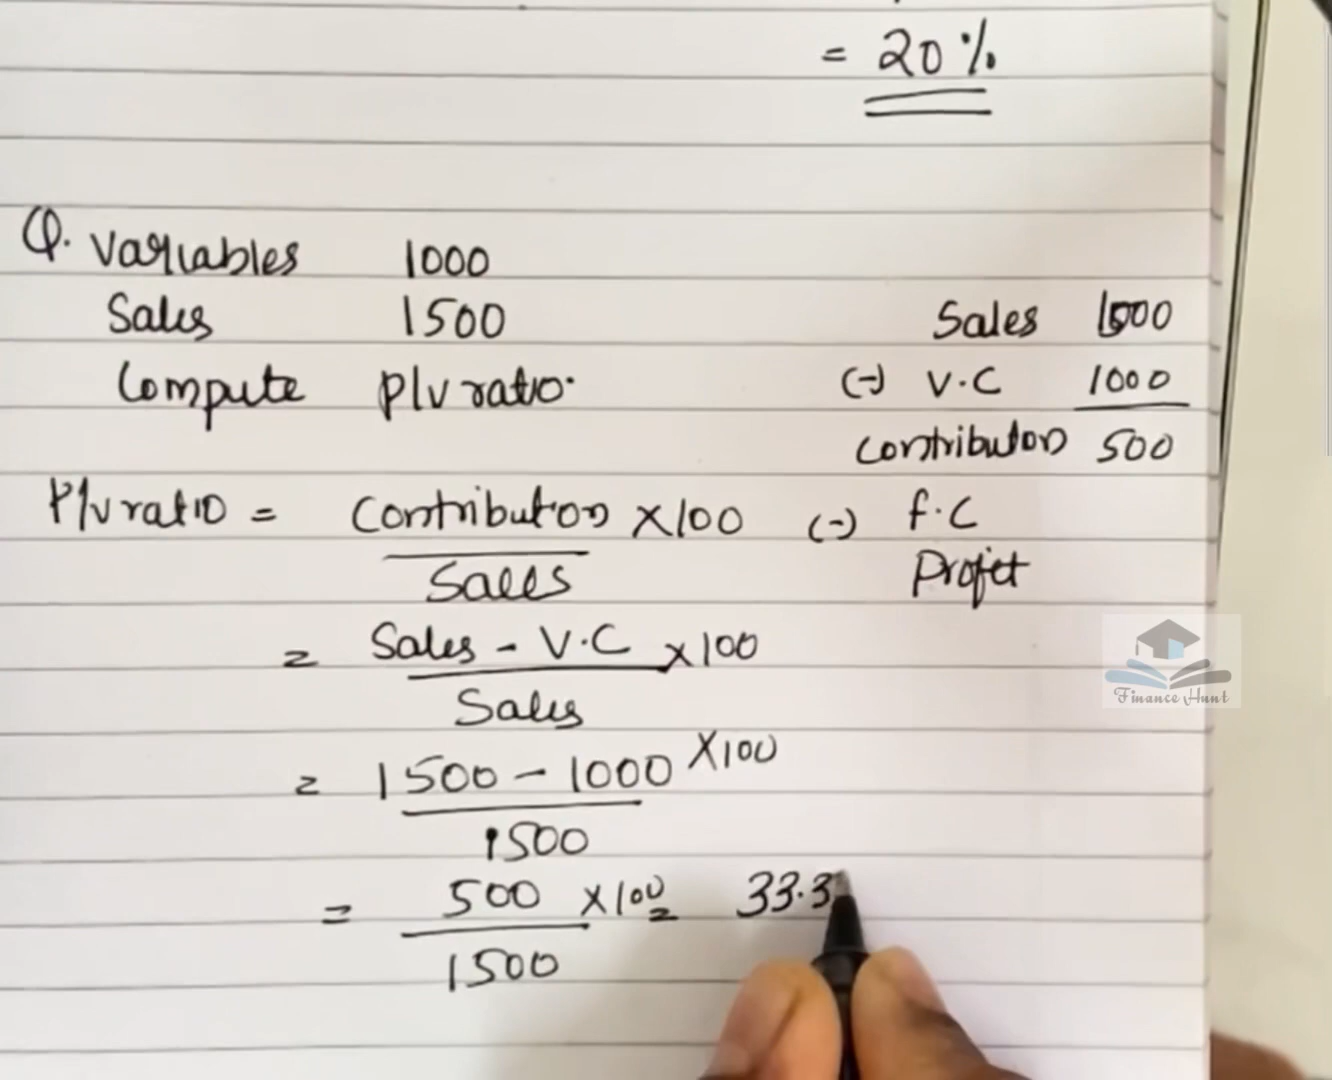 = 20%
Q. Variables 1000
Sales 1500
Compute P/v ratio.
Sales 1500
(-) V.C 1000
Contribution 500
(-) F.C
Profit
P/v ratio = Contribution X100
Sales
= Sales - V.C X100
Sales
= 1500 - 1000 X100
1500
= 500 X100 = 33.3
1500
Finance Hunt